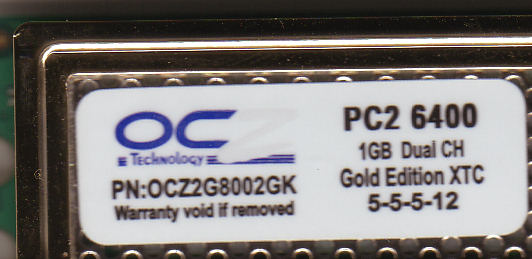 OCZ
Technology
PN:OCZ2G8002GK
Warranty void if removed
PC2 6400
1GB Dual CH
Gold Edition XTC
5-5-5-12